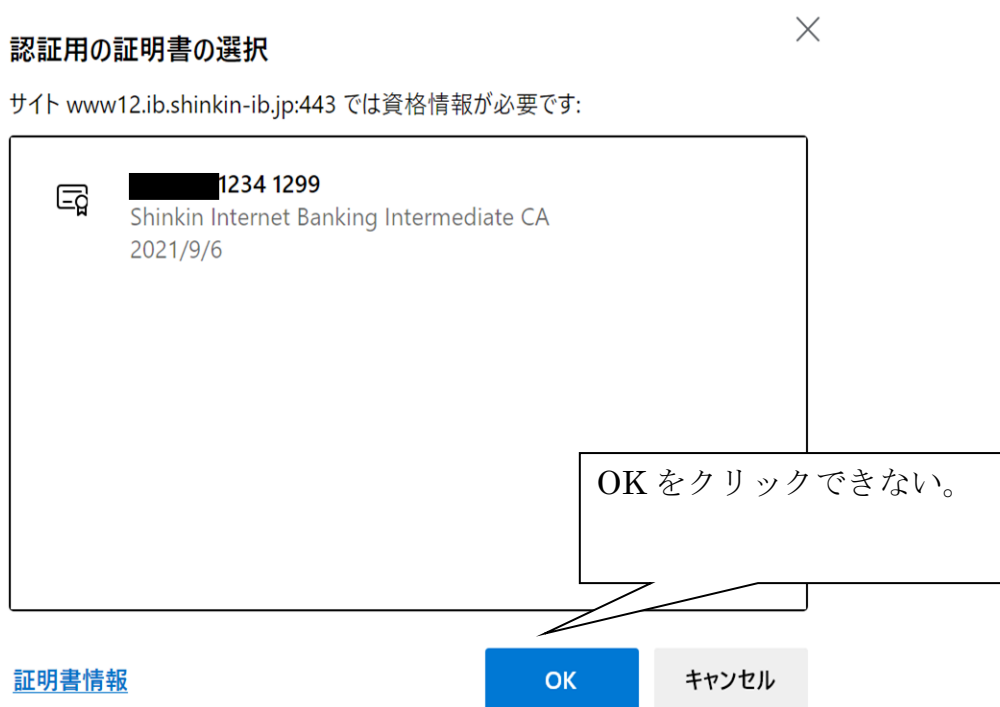 認証用の証明書の選択
サイト www12.ib.shinkin-ib.jp:443 では資格情報が必要です:
1234 1299
Shinkin Internet Banking Intermediate CA
2021/9/6
OK をクリックできない。
証明書情報
OK
キャンセル